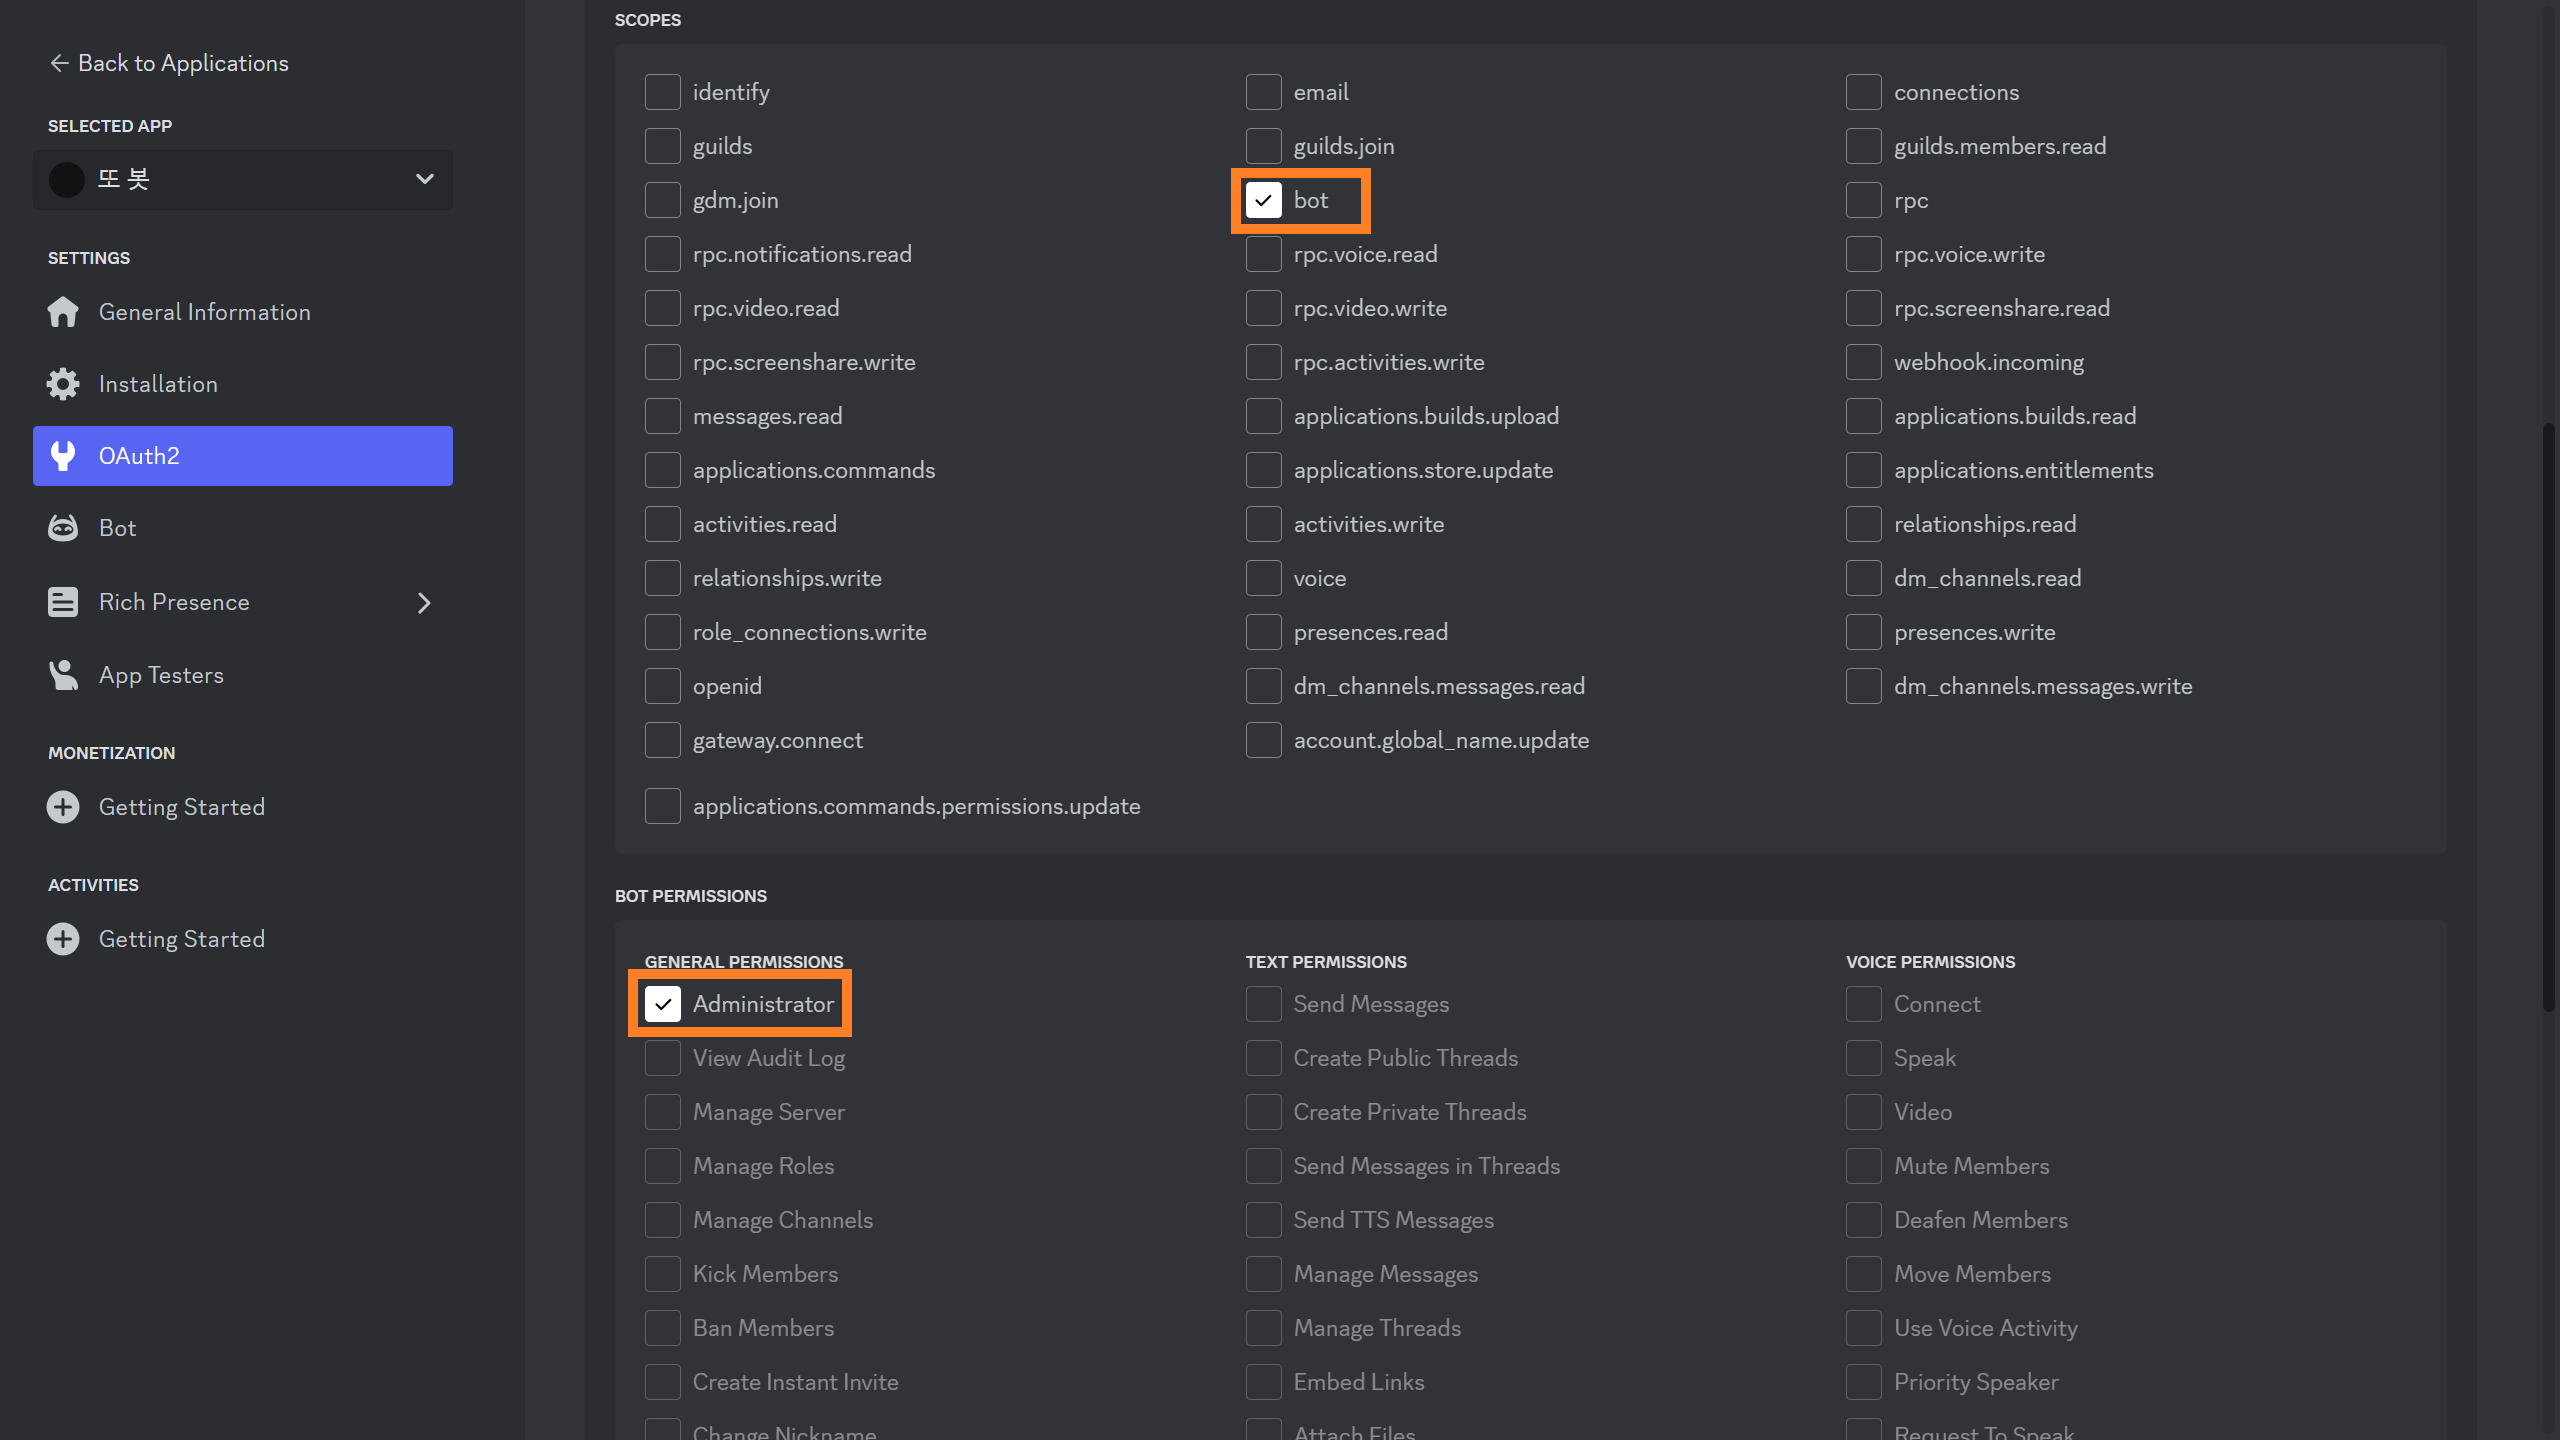 Back to Applications
SELECTED APP
또 봇
SETTINGS
General Information
Installation
OAuth2
Bot
Rich Presence
App Testers
MONETIZATION
Getting Started
ACTIVITIES
Getting Started
SCOPES
identify
email
connections
guilds
guilds.join
guilds.members.read
gdm.join
bot
rpc
rpc.notifications.read
rpc.voice.read
rpc.voice.write
rpc.video.read
rpc.video.write
rpc.screenshare.read
rpc.screenshare.write
rpc.activities.write
webhook.incoming
messages.read
applications.builds.upload
applications.builds.read
applications.commands
applications.store.update
applications.entitlements
activities.read
activities.write
relationships.read
relationships.write
voice
dm_channels.read
role_connections.write
presences.read
presences.write
openid
dm_channels.messages.read
dm_channels.messages.write
gateway.connect
account.global_name.update
applications.commands.permissions.update
BOT PERMISSIONS
GENERAL PERMISSIONS
Administrator
View Audit Log
Manage Server
Manage Roles
Manage Channels
Kick Members
Ban Members
Create Instant Invite
Change Nickname
TEXT PERMISSIONS
Send Messages
Create Public Threads
Create Private Threads
Send Messages in Threads
Send TTS Messages
Manage Messages
Manage Threads
Embed Links
Attach Files
VOICE PERMISSIONS
Connect
Speak
Video
Mute Members
Deafen Members
Move Members
Use Voice Activity
Priority Speaker
Request To Speak